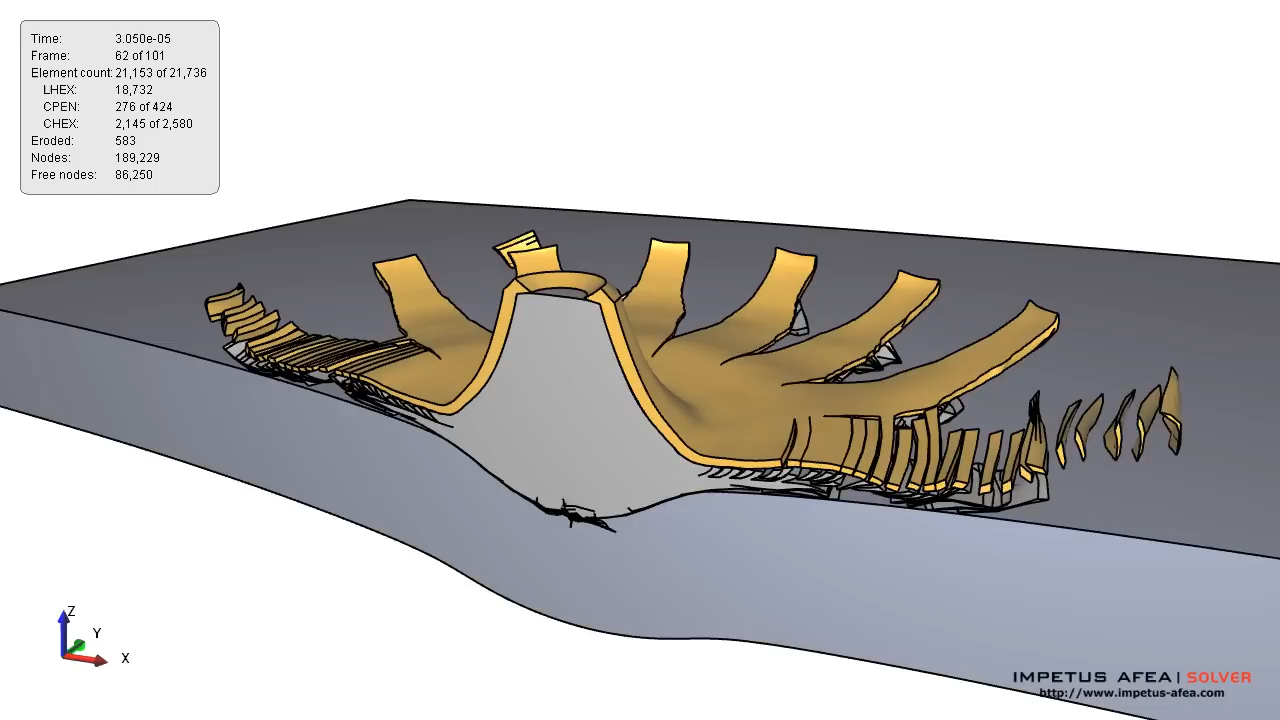 Time: 3.050e-05
Frame: 62 of 101
Element count: 21,153 of 21,736
LHEX: 18,732
CPEN: 276 of 424
CHEX: 2,145 of 2,580
Eroded: 583
Nodes: 189,229
Free nodes: 86,250
Z
Y
X
IMPETUS AFEA | SOLVER
http://www.impetus-afea.com